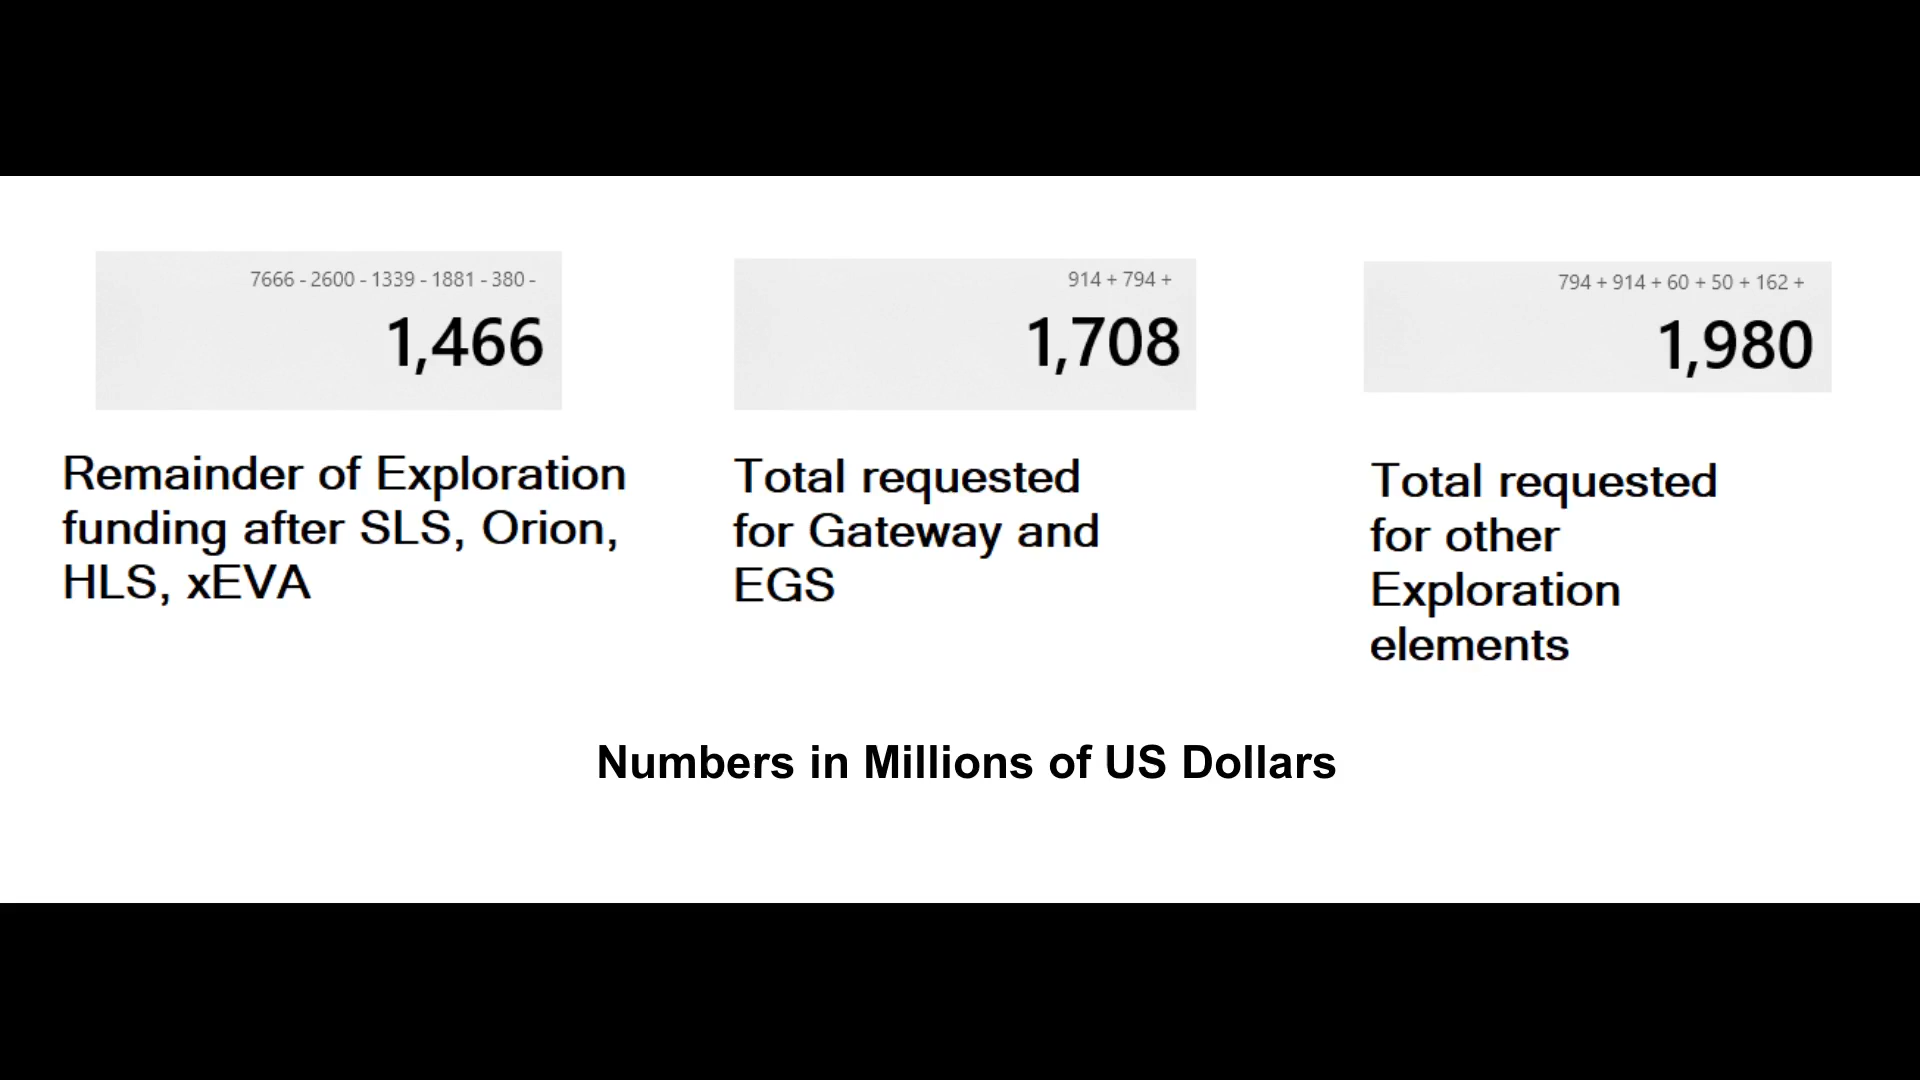 7666 - 2600 - 1339 - 1881 - 380 -
1,466
Remainder of Exploration
funding after SLS, Orion,
HLS, xEVA
914 + 794 +
1,708
Total requested
for Gateway and
EGS
794 + 914 + 60 + 50 + 162 +
1,980
Total requested
for other
Exploration
elements
Numbers in Millions of US Dollars